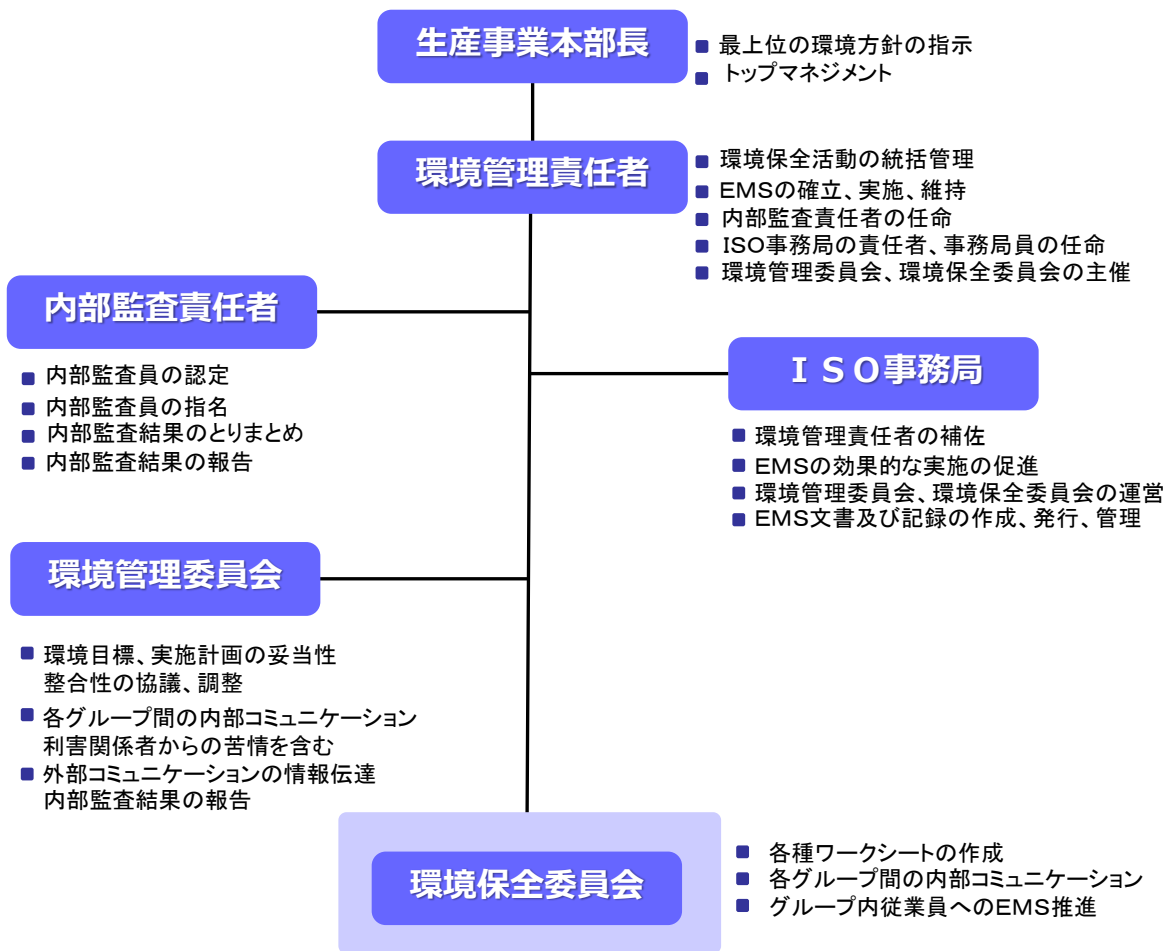 生産事業本部長
■ 最上位の環境方針の指示
■ トップマネジメント
環境管理責任者
■ 環境保全活動の統括管理
■ EMSの確立、実施、維持
■ 内部監査責任者の任命
■ ISO事務局の責任者、事務局員の任命
■ 環境管理委員会、環境保全委員会の主催
内部監査責任者
■ 内部監査員の認定
■ 内部監査員の指名
■ 内部監査結果のとりまとめ
■ 内部監査結果の報告
ＩＳＯ事務局
■ 環境管理責任者の補佐
■ EMSの効果的な実施の促進
■ 環境管理委員会、環境保全委員会の運営
■ EMS文書及び記録の作成、発行、管理
環境管理委員会
■ 環境目標、実施計画の妥当性
整合性の協議、調整
■ 各グループ間の内部コミュニケーション
利害関係者からの苦情を含む
■ 外部コミュニケーションの情報伝達
内部監査結果の報告
環境保全委員会
■ 各種ワークシートの作成
■ 各グループ間の内部コミュニケーション
■ グループ内従業員へのEMS推進